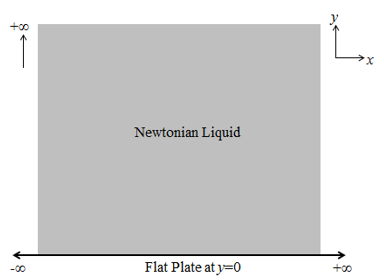 +∞
y
x
Newtonian Liquid
-∞
Flat Plate at y=0
+∞